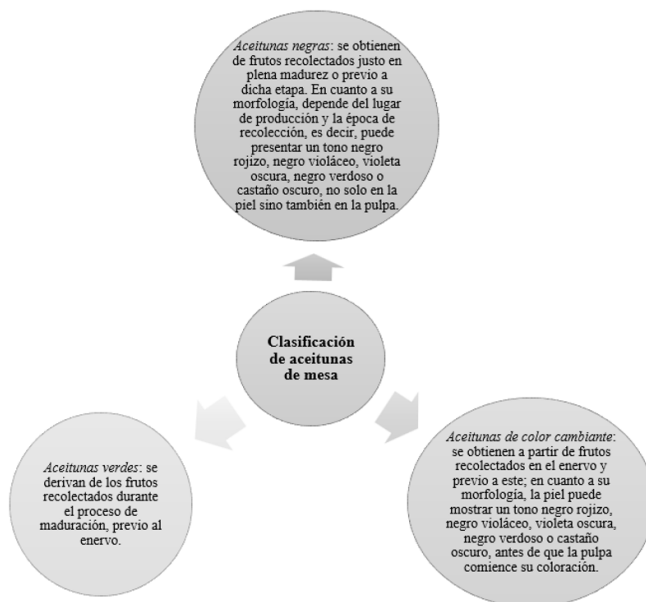 Aceitunas negras: se obtienen
de frutos recolectados justo en
plena madurez o previo a
dicha etapa. En cuanto a su
morfología, depende del lugar
de producción y la época de
recolección, es decir, puede
presentar un tono negro
rojizo, negro violáceo, violeta
oscura, negro verdoso o
castaño oscuro, no solo en la
piel sino también en la pulpa.
Clasificación
de aceitunas
de mesa
Aceitunas verdes: se
derivan de los frutos
recolectados durante
el proceso de
maduración, previo al
enervo.
Aceitunas de color cambiante:
se obtienen a partir de frutos
recolectados en el enervo y
previo a este; en cuanto a su
morfología, la piel puede
mostrar un tono negro rojizo,
negro violáceo, violeta oscura,
negro verdoso o castaño
oscuro, antes de que la pulpa
comience su coloración.